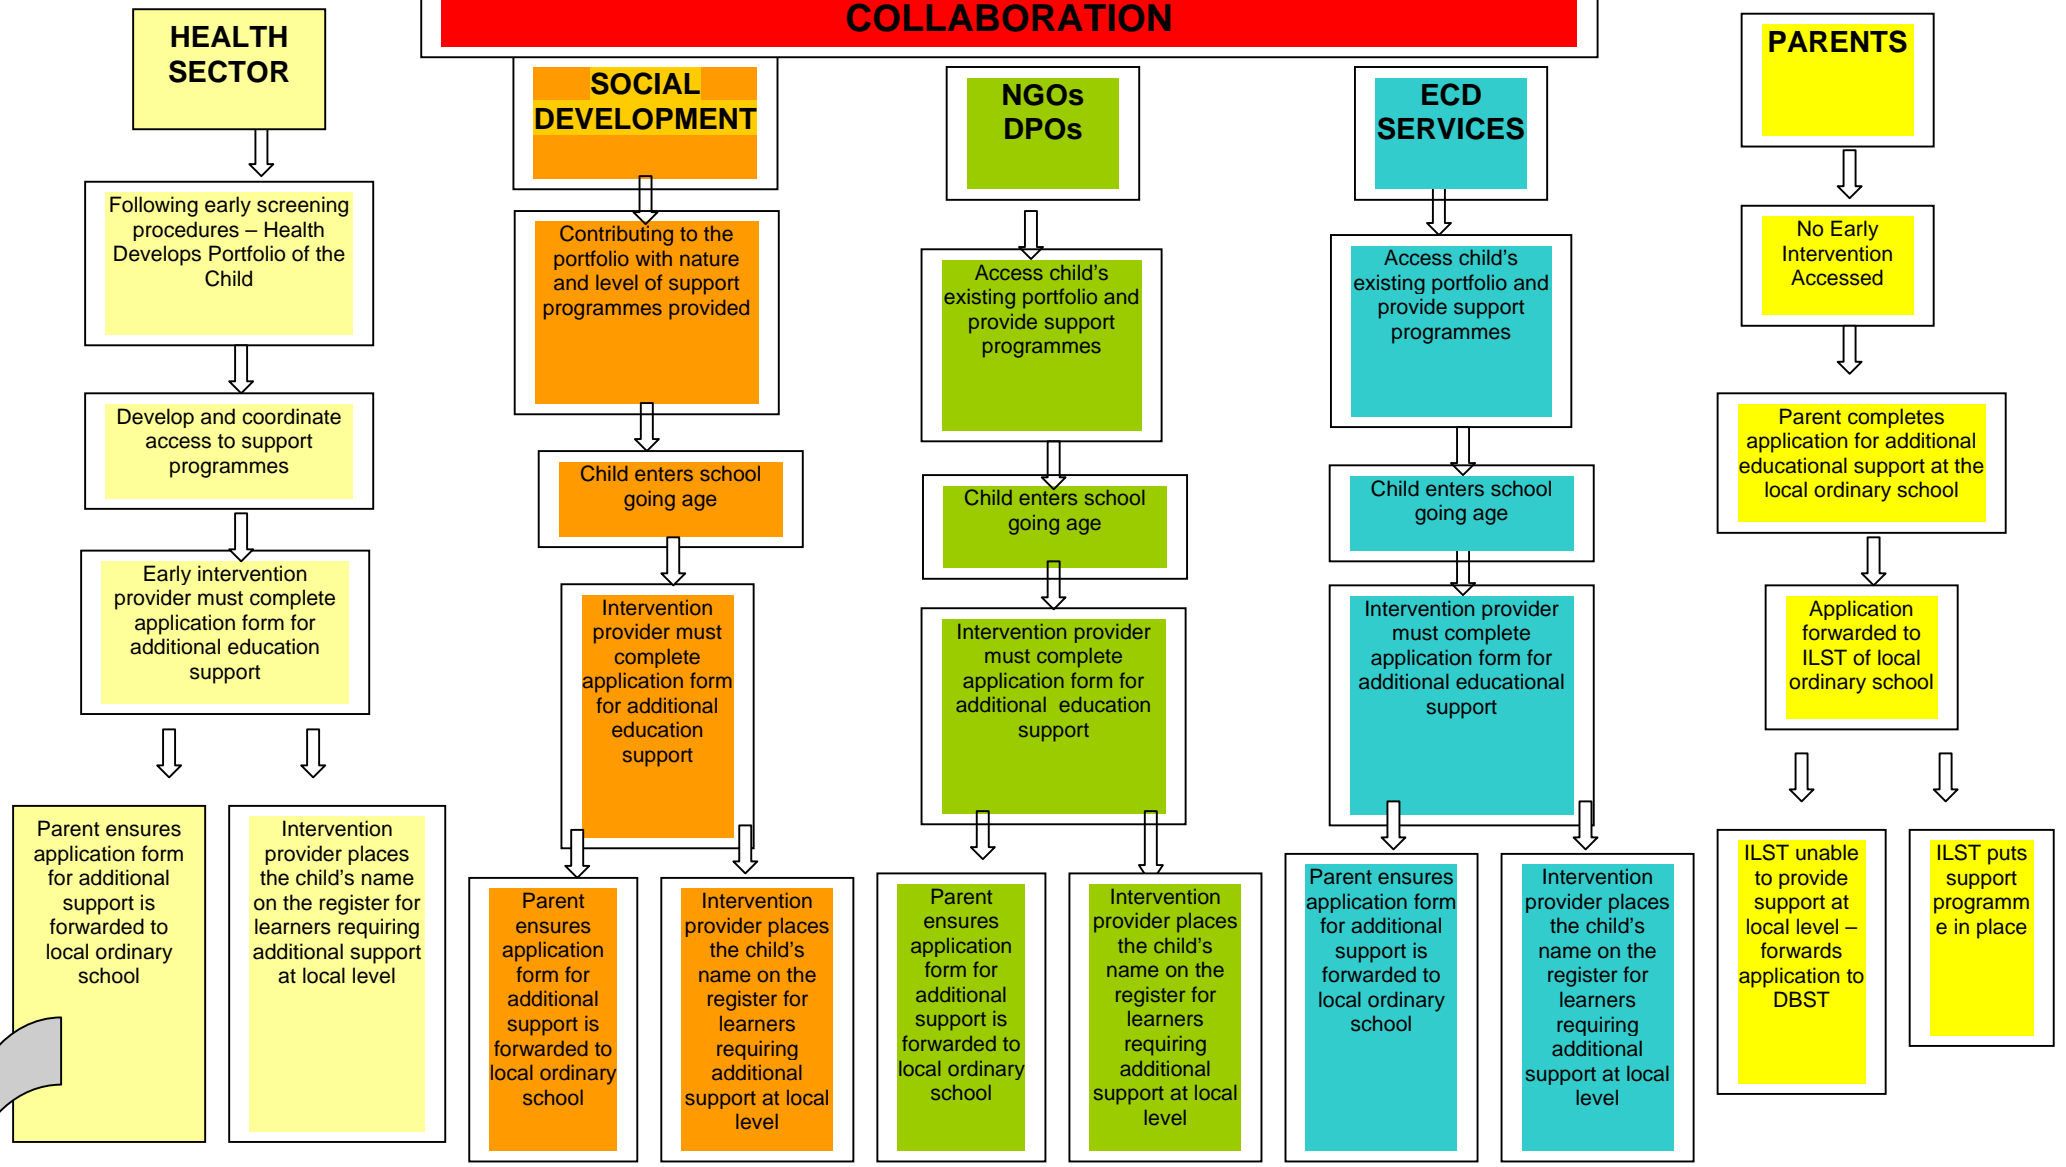 COLLABORATION
HEALTH
SECTOR
Following early screening
procedures – Health
Develops Portfolio of the
Child
Develop and coordinate
access to support
programmes
Early intervention
provider must complete
application form for
additional education
support
Parent ensures
application form
for additional
support is
forwarded to
local ordinary
school
Intervention
provider places
the child's name
on the register for
learners requiring
additional support
at local level
SOCIAL
DEVELOPMENT
Contributing to the
portfolio with nature
and level of support
programmes provided
Child enters school
going age
Intervention
provider must
complete
application form
for additional
education
support
Parent
ensures
application
form for
additional
support is
forwarded to
local ordinary
school
Intervention
provider places
the child's
name on the
register for
learners
requiring
additional
support at local
level
NGOs
DPOs
Access child's
existing portfolio and
provide support
programmes
Child enters school
going age
Intervention provider
must complete
application form for
additional education
support
Parent
ensures
application
form for
additional
support is
forwarded to
local ordinary
school
Intervention
provider places
the child's
name on the
register for
learners
requiring
additional
support at local
level
ECD
SERVICES
Access child's
existing portfolio and
provide support
programmes
Child enters school
going age
Intervention provider
must complete
application form for
additional educational
support
Parent ensures
application form
for additional
support is
forwarded to
local ordinary
school
Intervention
provider places
the child's
name on the
register for
learners
requiring
additional
support at local
level
PARENTS
No Early
Intervention
Accessed
Parent completes
application for additional
educational support at the
local ordinary school
Application
forwarded to
ILST of local
ordinary school
ILST unable
to provide
support at
local level –
forwards
application to
DBST
ILST puts
support
programm
e in place